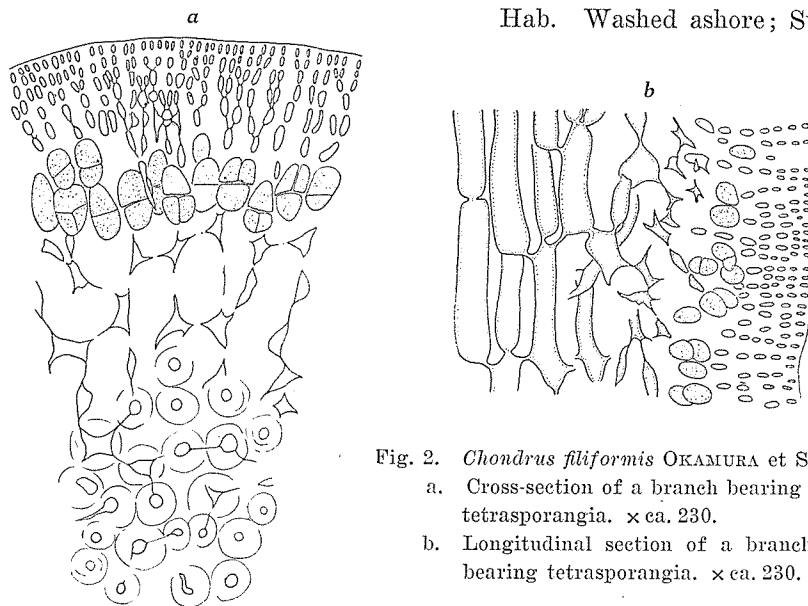 a
Hab. Washed ashore; S
b
Fig. 2. Chondrus filiformis OKAMURA et S
a. Cross-section of a branch bearing
tetrasporangia. × ca. 230.
b. Longitudinal section of a branch
bearing tetrasporangia. × ca. 230.